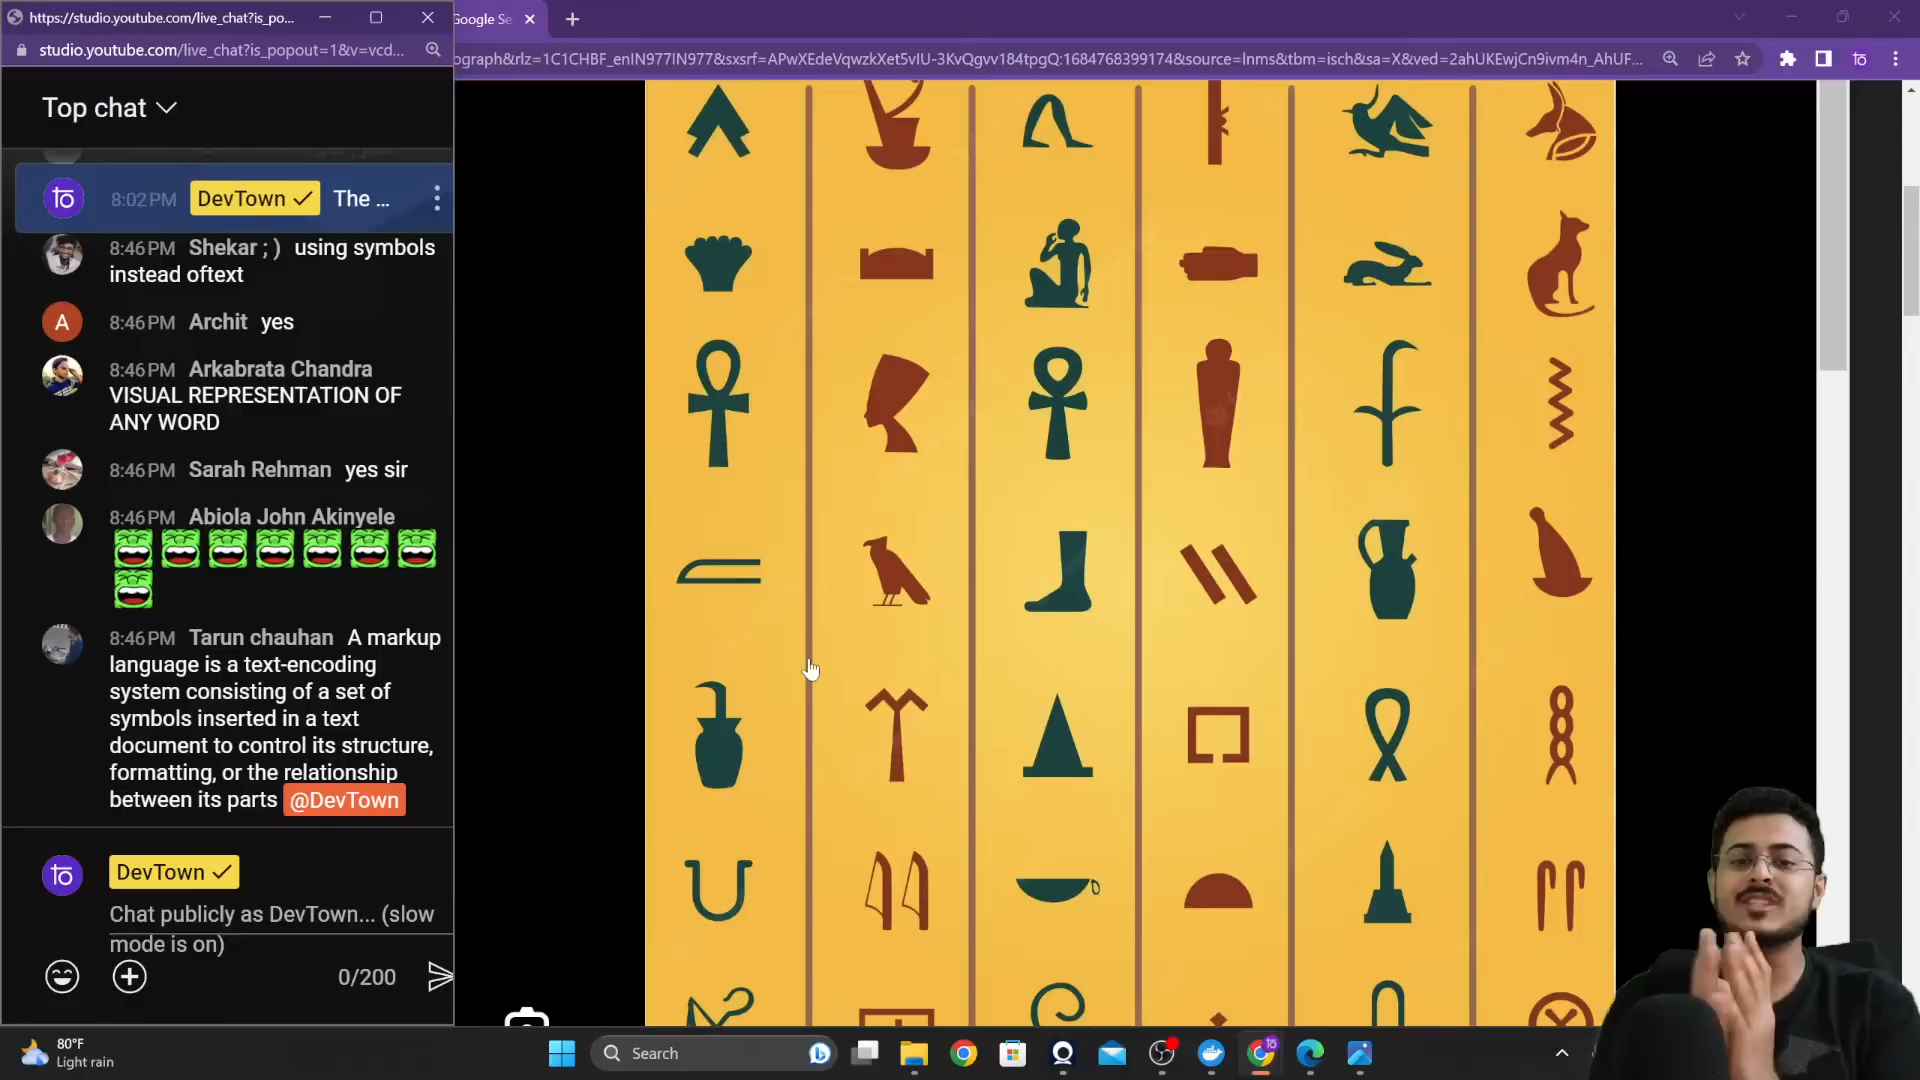 https://studio.youtube.com/live_chat?is_po...
studio.youtube.com/live_chat?is_popout=1&v=vcd...
Google Se
ograph&rlz=1C1CHBF_enIN977IN977&sxsrf=APwXEdeVqwzkXet5vIU-3KvQgvv184tpgQ:1684768399174&source=lnms&tbm=isch&sa=X&ved=2ahUKEwjCn9ivm4n_AhUF...
Top chat
8:02 PM DevTown The ...
8:46 PM Shekar ; ) using symbols
instead oftext
A
8:46 PM Archit yes
8:46 PM Arkabrata Chandra
VISUAL REPRESENTATION OF
ANY WORD
8:46 PM Sarah Rehman yes sir
8:46 PM Abiola John Akinyele
8:46 PM Tarun chauhan A markup
language is a text-encoding
system consisting of a set of
symbols inserted in a text
document to control its structure,
formatting, or the relationship
between its parts @DevTown
DevTown
Chat publicly as DevTown... (slow
mode is on)
0/200
80°F
Light rain
Search